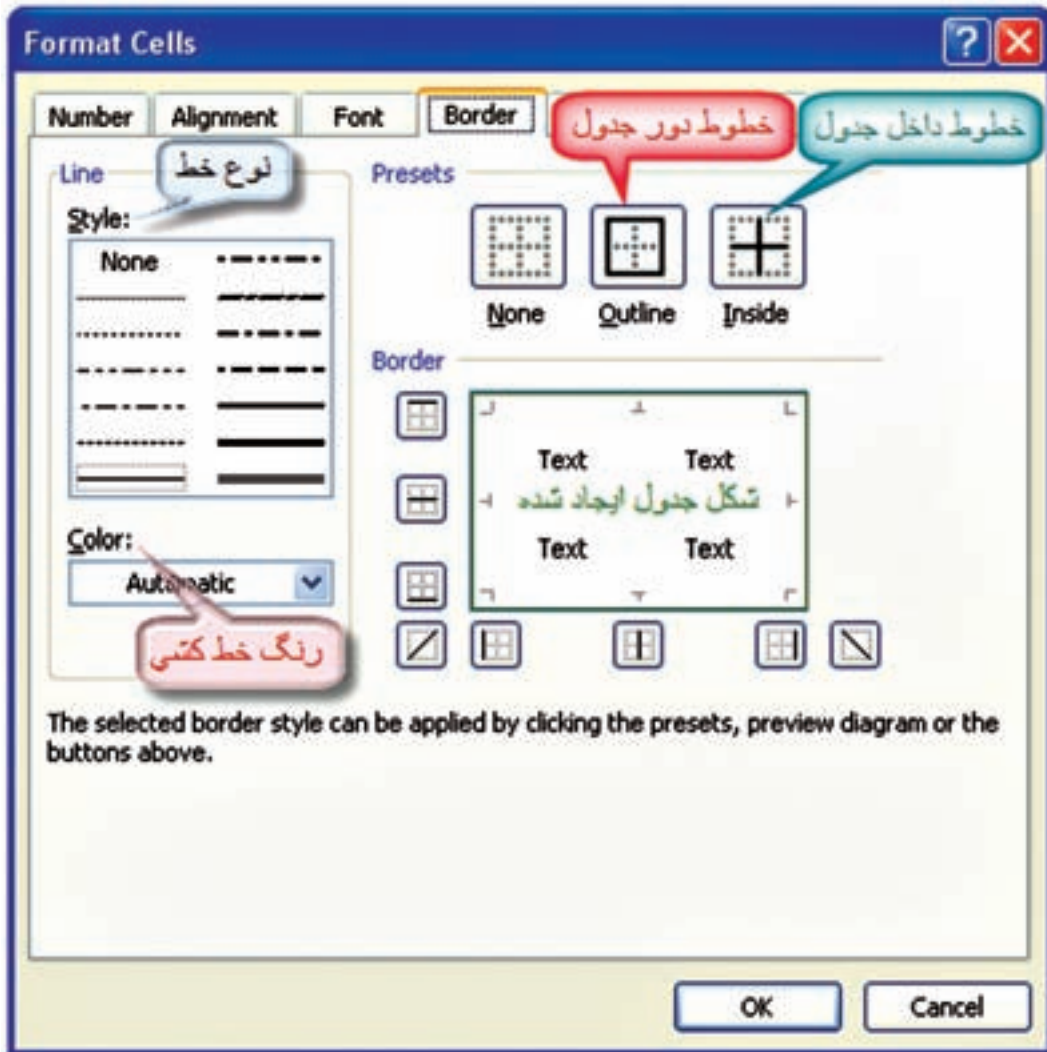 Format Cells
Number Alignment Font Border
خطوط دور جدول
خطوط داخل جدول
Line
نوع خط
Presets
Style:
None
None Outline Inside
Border
Text Text
شکل جدول ایجاد شده
Text Text
Color:
Automatic
رنگ خط کشی
The selected border style can be applied by clicking the presets, preview diagram or the
buttons above.
OK Cancel